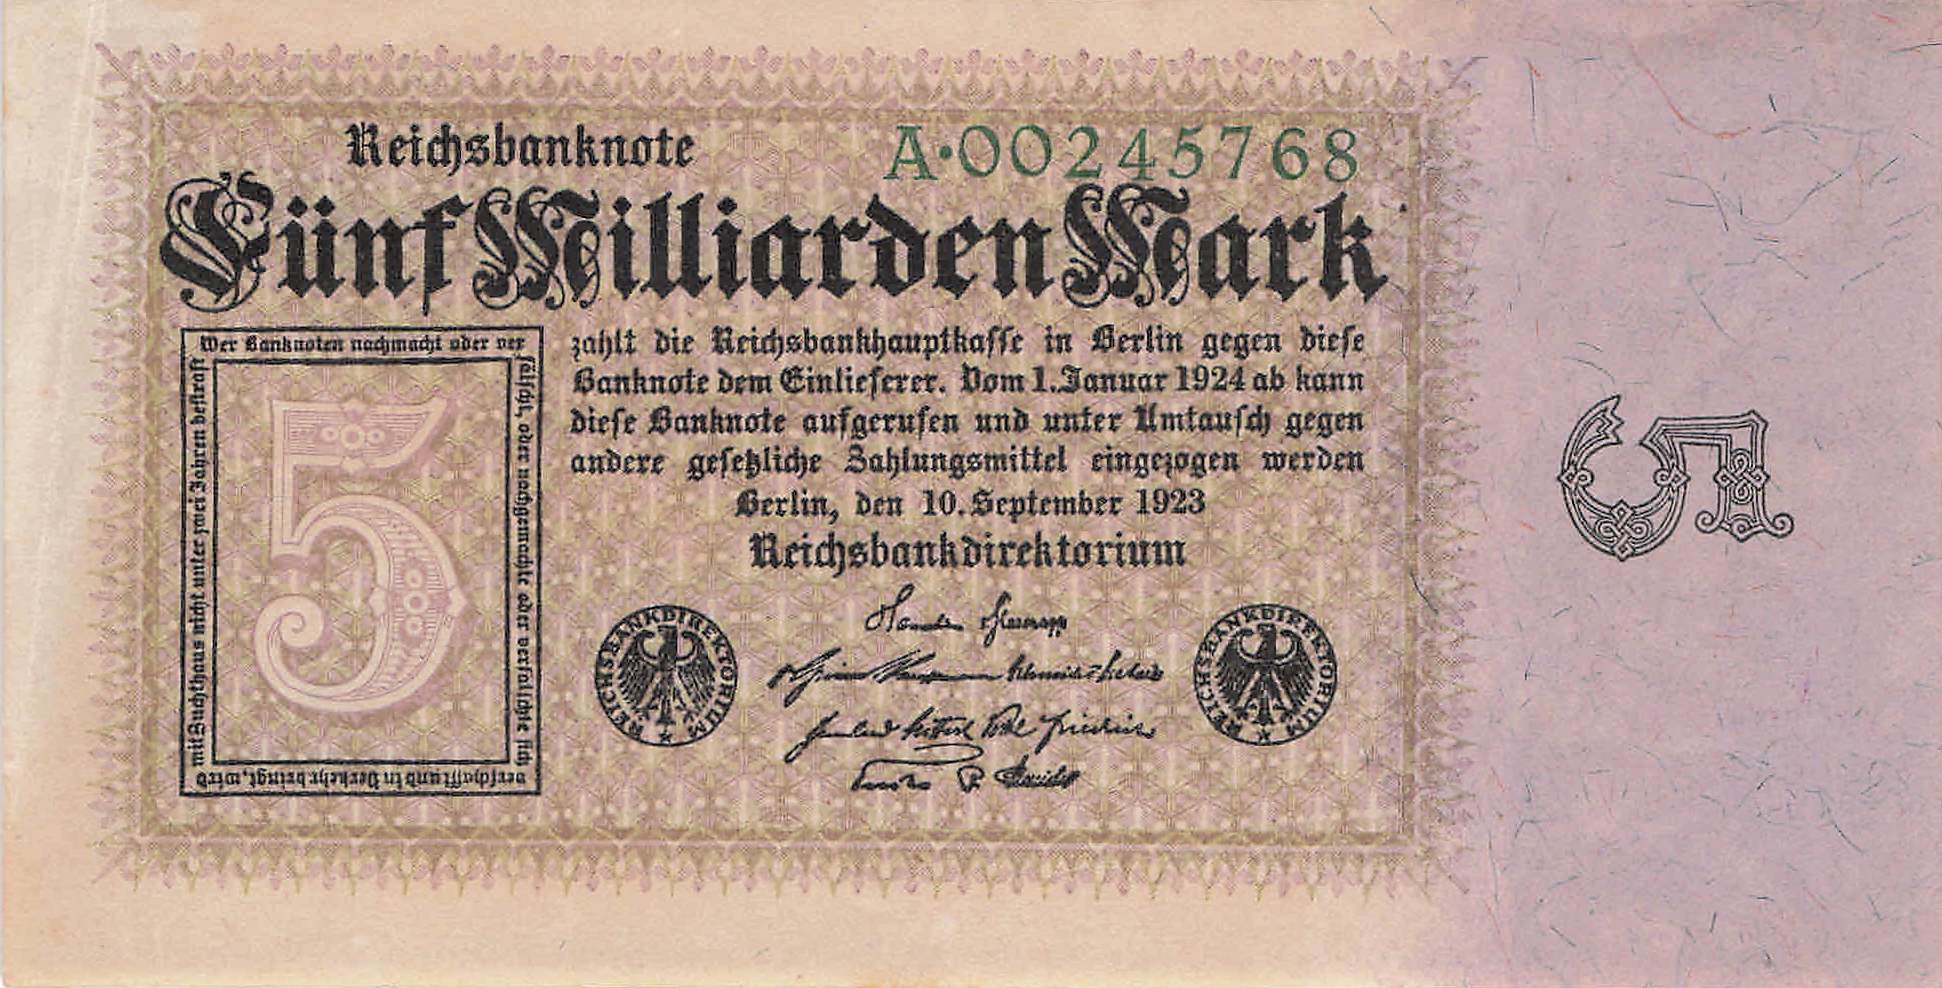 Reichsbanknote
A·00245768
Fünf Milliarden Mark
zahlt die Reichsbankhauptkasse in Berlin gegen diese
Banknote dem Einlieferer. Vom 1. Januar 1924 ab kann
diese Banknote aufgerufen und unter Umtausch gegen
andere gesetzliche Zahlungsmittel eingezogen werden
Berlin, den 10. September 1923
Reichsbankdirektorium
Wer Banknoten nachmacht oder ver
fälscht, oder nachgemachte oder verfälschte sich
verschafft und in Verkehr bringt, wird
mit Zuchthaus nicht unter zwei Jahren bestraft
5
REICHSBANKDIREKTORIUM
REICHSBANKDIREKTORIUM
5